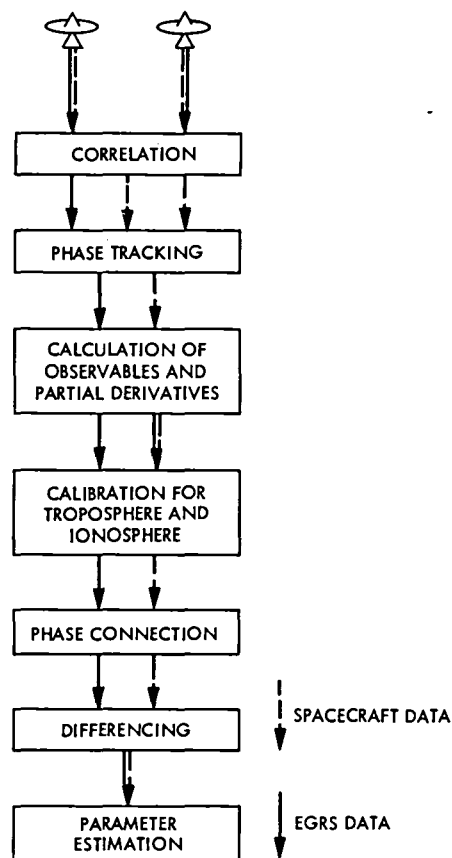 CORRELATION
PHASE TRACKING
CALCULATION OF
OBSERVABLES AND
PARTIAL DERIVATIVES
CALIBRATION FOR
TROPOSPHERE AND
IONOSPHERE
PHASE CONNECTION
DIFFERENCING
SPACECRAFT DATA
PARAMETER
ESTIMATION
EGRS DATA